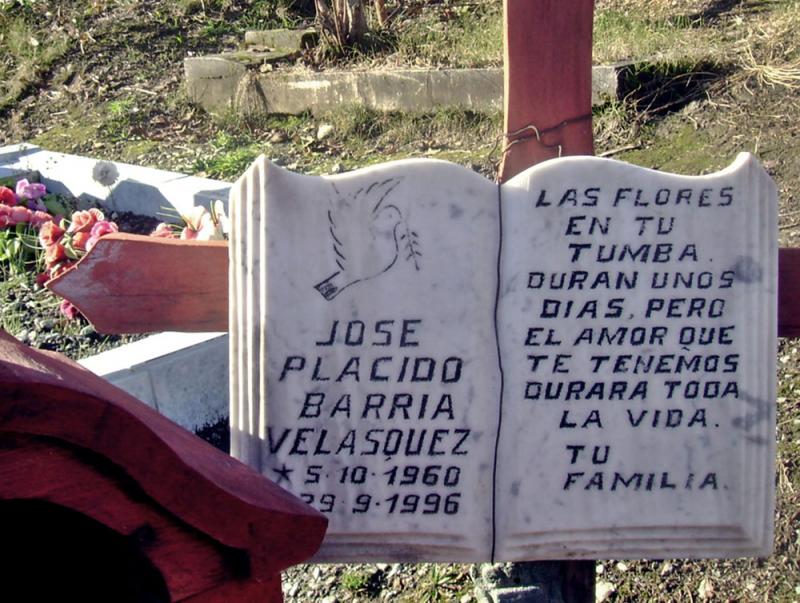 JOSE
PLACIDO
BARRIA
VELASQUEZ
* 5·10·1960
29·9·1996
LAS FLORES
EN TU
TUMBA.
DURAN UNOS
DIAS, PERO
EL AMOR QUE
TE TENEMOS
DURARA TODA
LA VIDA.
TU
FAMILIA.